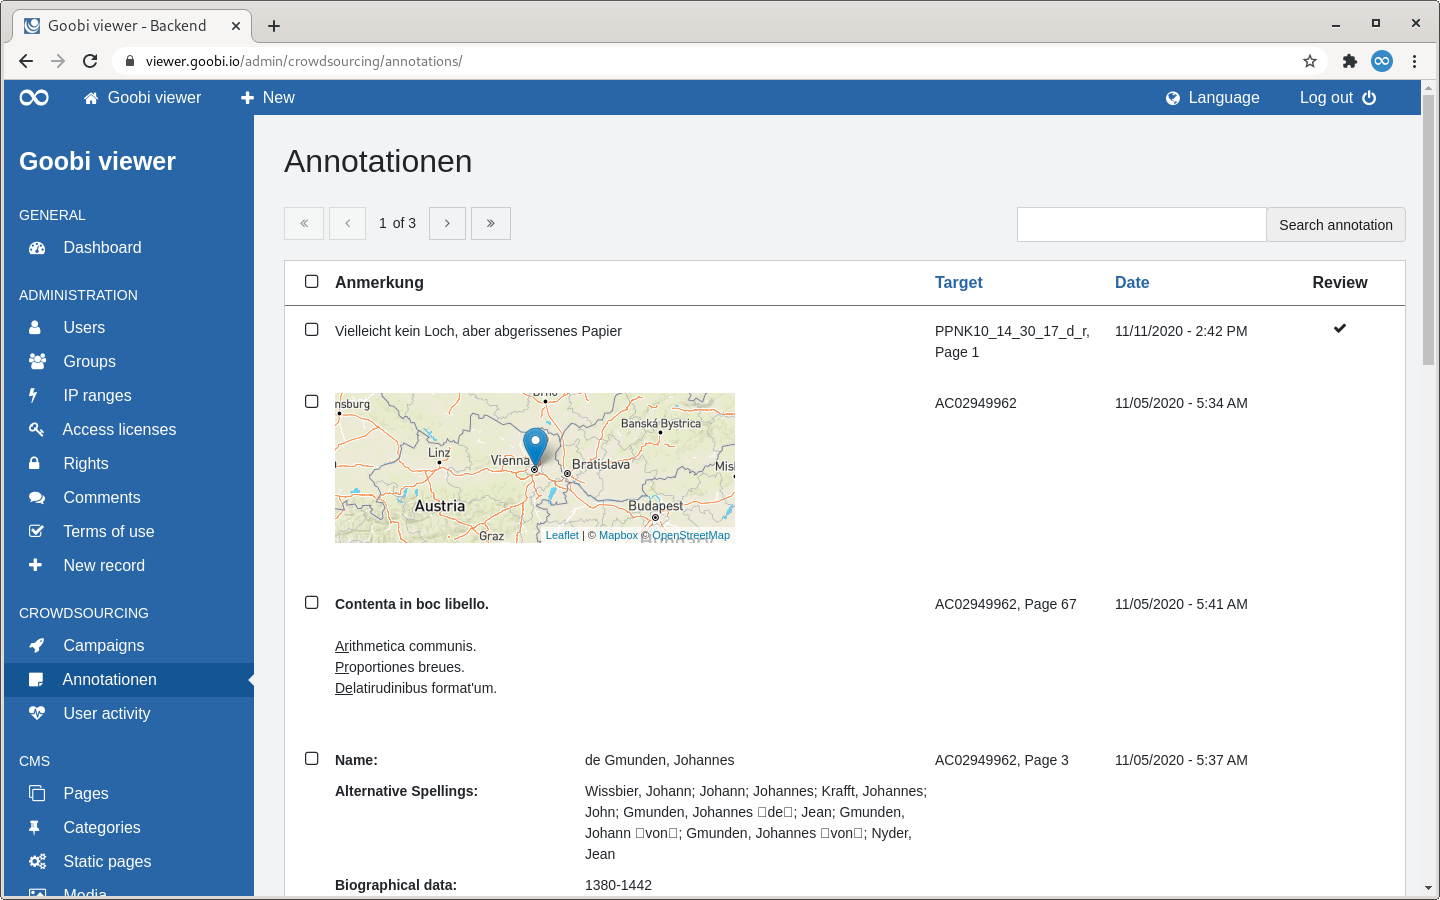 Goobi viewer - Backend
viewer.goobi.io/admin/crowdsourcing/annotations/
Goobi viewer
New
Language
Log out
Goobi viewer
GENERAL
Dashboard
ADMINISTRATION
Users
Groups
IP ranges
Access licenses
Rights
Comments
Terms of use
New record
CROWDSOURCING
Campaigns
Annotationen
User activity
CMS
Pages
Categories
Static pages
Media
Annotationen
« ‹ 1 of 3 › »
Search annotation
Anmerkung Target Date Review
Vielleicht kein Loch, aber abgerissenes Papier
PPNK10_14_30_17_d_r,
Page 1
11/11/2020 - 2:42 PM
nsburg
Brno
Banská Bystrica
Linz
Vienna
Bratislava
Misk
Austria
Budapest
Graz
Hungary
Leaflet | © Mapbox © OpenStreetMap
AC02949962
11/05/2020 - 5:34 AM
Contenta in boc libello.
Arithmetica communis.
Proportiones breues.
Delatirudinibus format'um.
AC02949962, Page 67
11/05/2020 - 5:41 AM
Name: de Gmunden, Johannes
AC02949962, Page 3
11/05/2020 - 5:37 AM
Alternative Spellings: Wissbier, Johann; Johann; Johannes; Krafft, Johannes;
John; Gmunden, Johannes □de□; Jean; Gmunden,
Johann □von□; Gmunden, Johannes □von□; Nyder,
Jean
Biographical data: 1380-1442